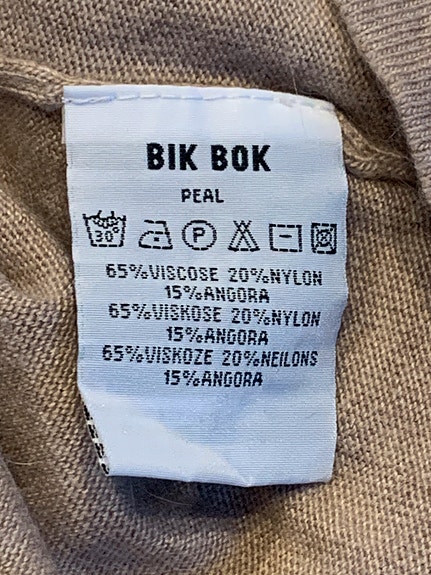 BIK BOK
PEAL
30° P
65%VISCOSE 20%NYLON
15%ANGORA
65%VISKOSE 20%NYLON
15%ANGORA
65%VISKOZE 20%NEILONS
15%ANGORA